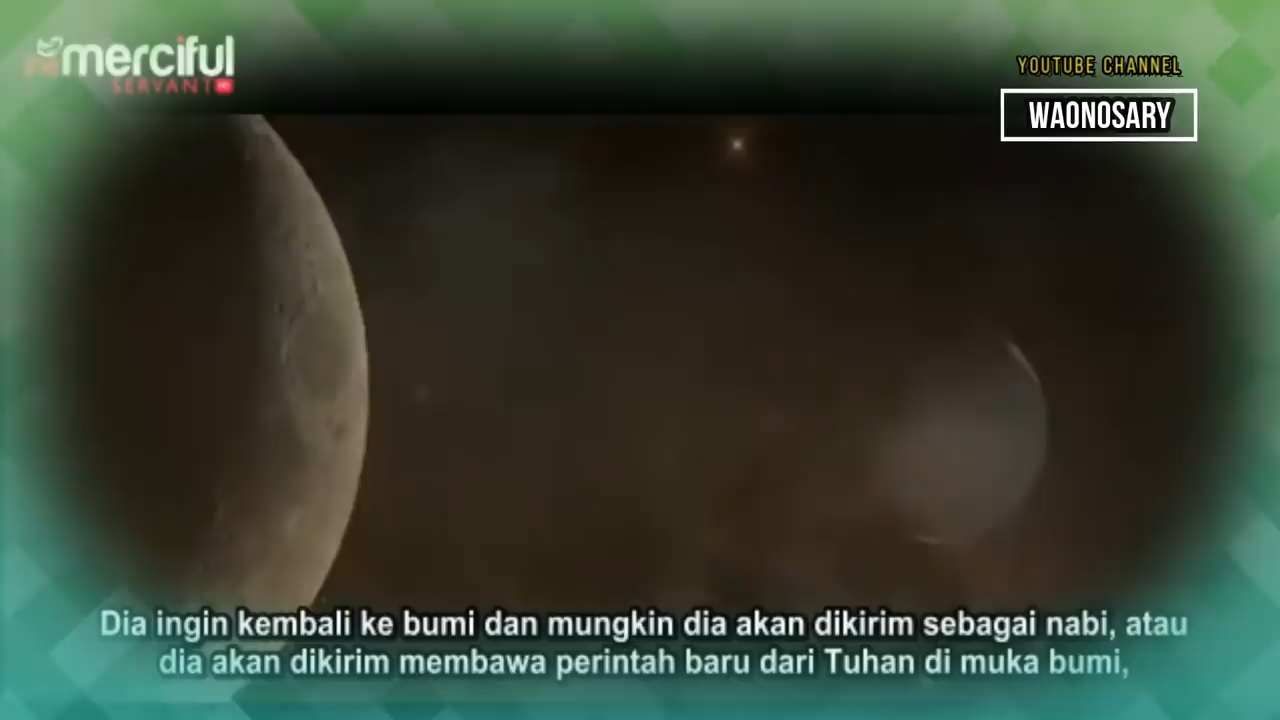 merciful
SERVANT HD
YOUTUBE CHANNEL
WAONOSARY
Dia ingin kembali ke bumi dan mungkin dia akan dikirim sebagai nabi, atau
dia akan dikirim membawa perintah baru dari Tuhan di muka bumi,